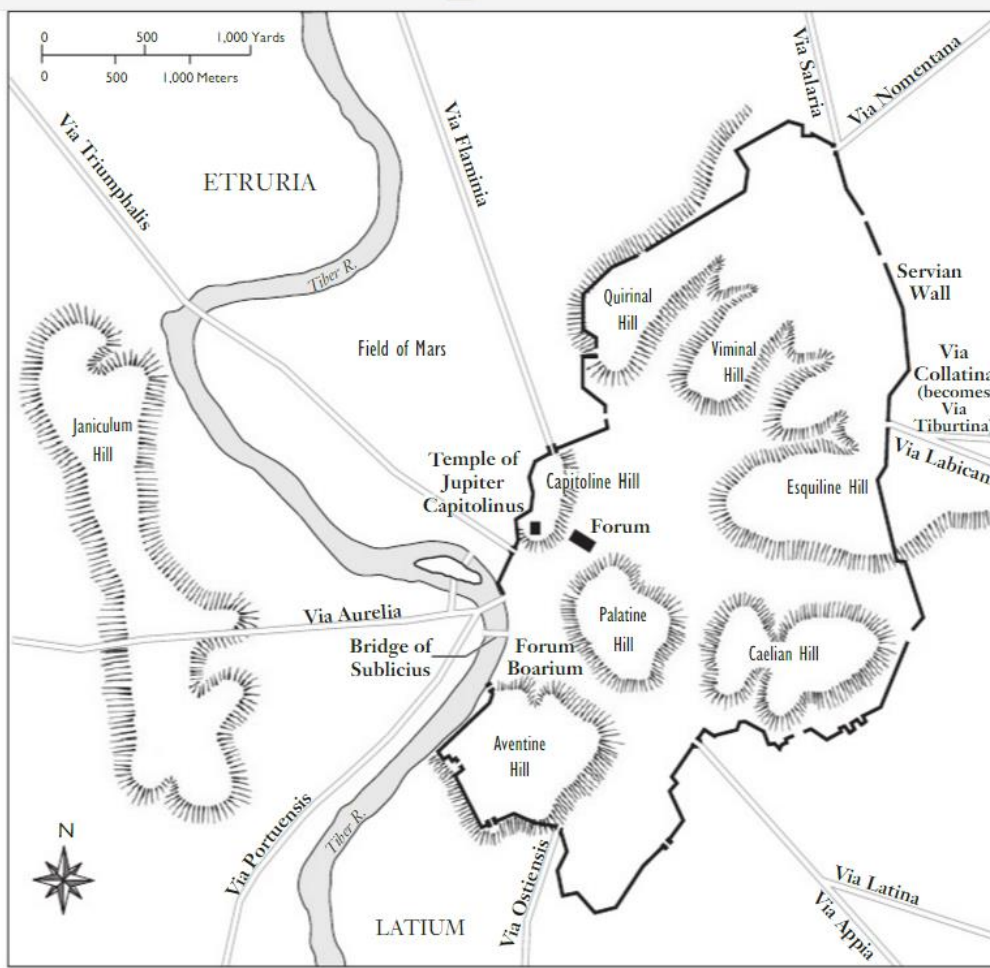 0 500 1,000 Yards
0 500 1,000 Meters
Via Salaria
Via Nomentana
Via Triumphalis
Via Flaminia
ETRURIA
Tiber R.
Servian
Wall
Quirinal
Hill
Field of Mars
Viminal
Hill
Via
Collatina
(becomes
Via
Tiburtina)
Janiculum
Hill
Via Labican
Temple of
Jupiter
Capitolinus
Capitoline Hill
Esquiline Hill
Forum
Via Aurelia
Palatine
Hill
Bridge of
Sublicius
Forum
Boarium
Caelian Hill
Aventine
Hill
N
Via Portuensis
Tiber R.
Via Ostiensis
Via Latina
Via Appia
LATIUM